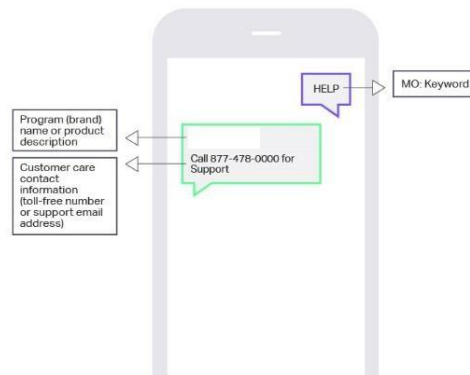 HELP
MO: Keyword
Program (brand)
name or product
description
Call 877-478-0000 for
Support
Customer care
contact
information
(toll-free number
or support email
address)